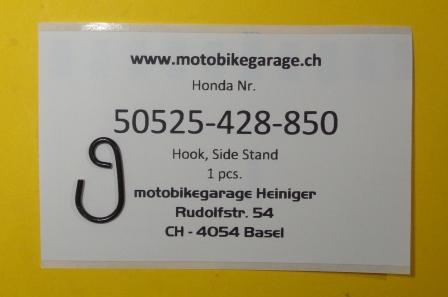 www.motobikegarage.ch
Honda Nr.
50525-428-850
Hook, Side Stand
1 pcs.
motobikegarage Heiniger
Rudolfstr. 54
CH - 4054 Basel